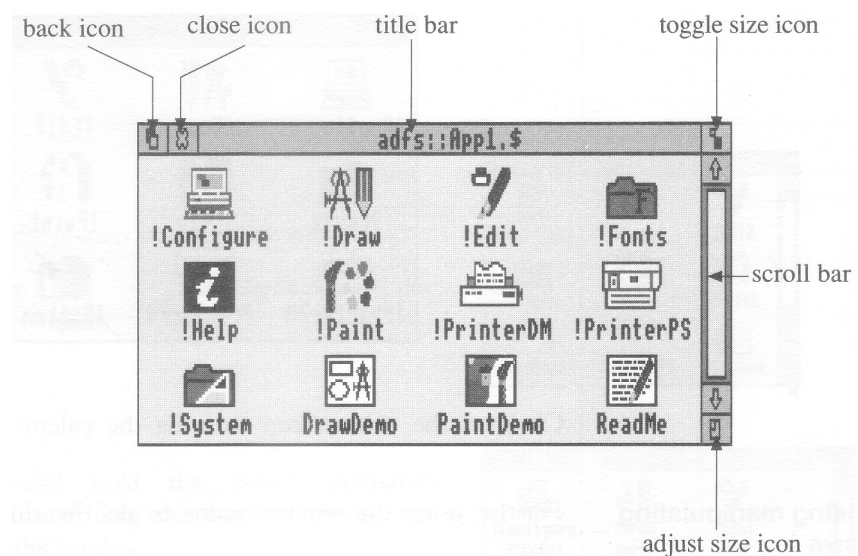 back icon close icon title bar toggle size icon
adfs::App1.$
!Configure !Draw !Edit !Fonts
scroll bar
!Help !Paint !PrinterDM !PrinterPS
!System DrawDemo PaintDemo ReadMe
adjust size icon